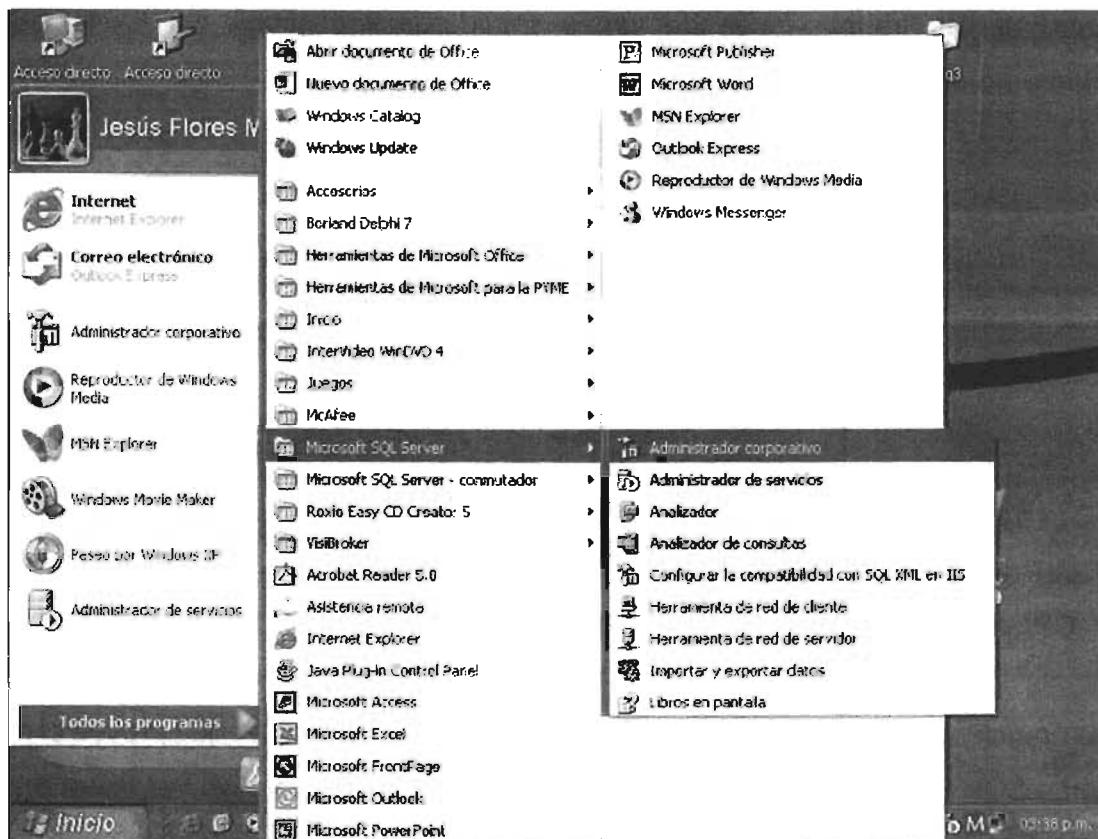 Acceso directo
Acceso directo
q3
Jesús Flores M
Internet
Internet Explorer
Correo electrónico
Outlook Express
Administrador corporativo
Reproductor de Windows
Media
MSN Explorer
Windows Movie Maker
Paseo por Windows XP
Administrador de servicios
Todos los programas
Inicio
Abrir documento de Office
Nuevo documento de Office
Windows Catalog
Windows Update
Accesorios
Borland Delphi 7
Herramientas de Microsoft Office
Herramientas de Microsoft para la PYME
Inicio
InterVideo WinDVD 4
Juegos
McAfee
Microsoft SQL Server
Microsoft SQL Server - conmutador
Roxio Easy CD Creator 5
VisiBroker
Acrobat Reader 5.0
Asistencia remota
Internet Explorer
Java Plug-in Control Panel
Microsoft Access
Microsoft Excel
Microsoft FrontPage
Microsoft Outlook
Microsoft PowerPoint
Microsoft Publisher
Microsoft Word
MSN Explorer
Outlook Express
Reproductor de Windows Media
Windows Messenger
Administrador corporativo
Administrador de servicios
Analizador
Analizador de consultas
Configurar la compatibilidad con SQL XML en IIS
Herramienta de red de cliente
Herramienta de red de servidor
Importar y exportar datos
Libros en pantalla
03:38 p.m.